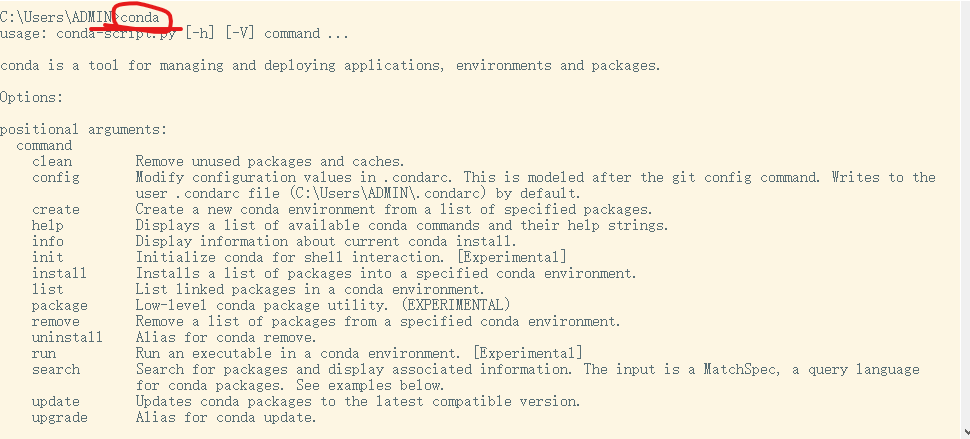 C:\Users\ADMIN>conda
usage: conda-script.py [-h] [-V] command ...
conda is a tool for managing and deploying applications, environments and packages.
Options:
positional arguments:
command
clean Remove unused packages and caches.
config Modify configuration values in .condarc. This is modeled after the git config command. Writes to the
user .condarc file (C:\Users\ADMIN\.condarc) by default.
create Create a new conda environment from a list of specified packages.
help Displays a list of available conda commands and their help strings.
info Display information about current conda install.
init Initialize conda for shell interaction. [Experimental]
install Installs a list of packages into a specified conda environment.
list List linked packages in a conda environment.
package Low-level conda package utility. (EXPERIMENTAL)
remove Remove a list of packages from a specified conda environment.
uninstall Alias for conda remove.
run Run an executable in a conda environment. [Experimental]
search Search for packages and display associated information. The input is a MatchSpec, a query language
for conda packages. See examples below.
update Updates conda packages to the latest compatible version.
upgrade Alias for conda update.